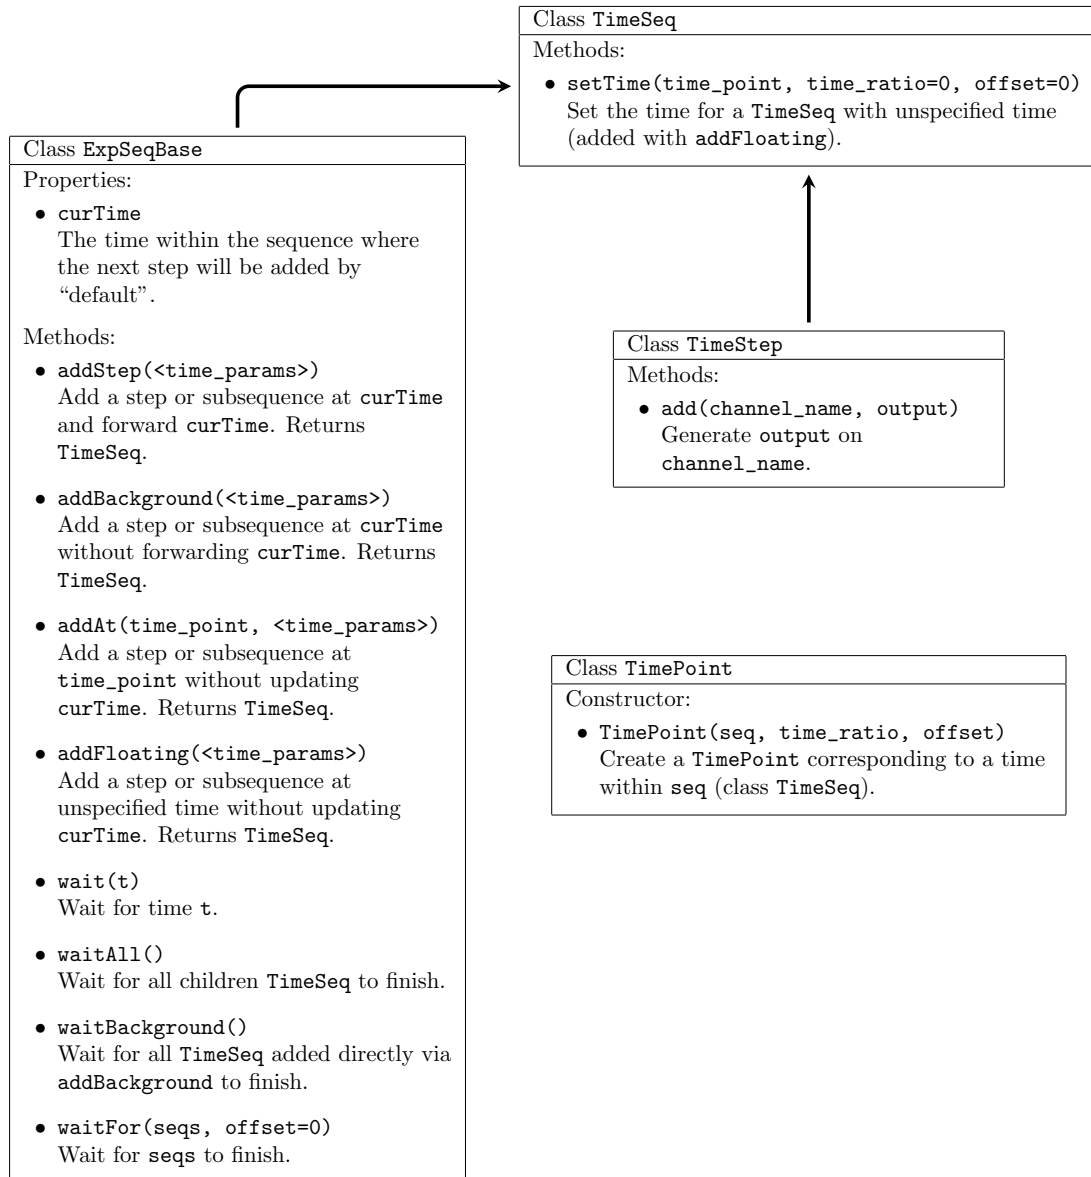 Class TimeSeq
Methods:
• setTime(time_point, time_ratio=0, offset=0)
Set the time for a TimeSeq with unspecified time
(added with addFloating).
Class ExpSeqBase
Properties:
• curTime
The time within the sequence where
the next step will be added by
“default”.
Methods:
• addStep(<time_params>)
Add a step or subsequence at curTime
and forward curTime. Returns
TimeSeq.
• addBackground(<time_params>)
Add a step or subsequence at curTime
without forwarding curTime. Returns
TimeSeq.
• addAt(time_point, <time_params>)
Add a step or subsequence at
time_point without updating
curTime. Returns TimeSeq.
• addFloating(<time_params>)
Add a step or subsequence at
unspecified time without updating
curTime. Returns TimeSeq.
• wait(t)
Wait for time t.
• waitAll()
Wait for all children TimeSeq to finish.
• waitBackground()
Wait for all TimeSeq added directly via
addBackground to finish.
• waitFor(seqs, offset=0)
Wait for seqs to finish.
Class TimeStep
Methods:
• add(channel_name, output)
Generate output on
channel_name.
Class TimePoint
Constructor:
• TimePoint(seq, time_ratio, offset)
Create a TimePoint corresponding to a time
within seq (class TimeSeq).